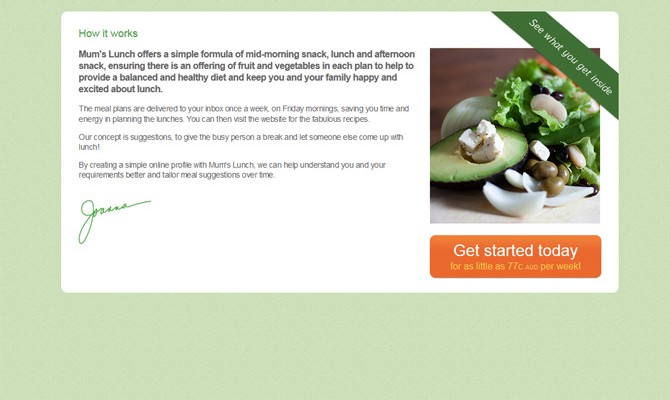 How it works
Mum's Lunch offers a simple formula of mid-morning snack, lunch and afternoon
snack, ensuring there is an offering of fruit and vegetables in each plan to help to
provide a balanced and healthy diet and keep you and your family happy and
excited about lunch.
The meal plans are delivered to your inbox once a week, on Friday mornings, saving you time and
energy in planning the lunches. You can then visit the website for the fabulous recipes.
Our concept is suggestions, to give the busy person a break and let someone else come up with
lunch!
By creating a simple online profile with Mum's Lunch, we can help understand you and your
requirements better and tailor meal suggestions over time.
Joanna
See what you get inside
Get started today
for as little as 77c AUD per week!